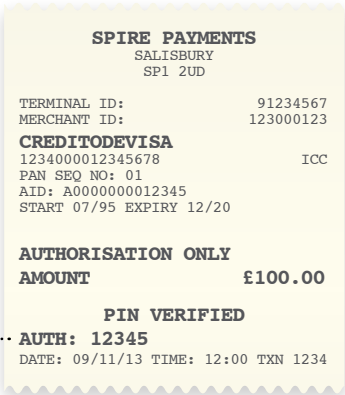 SPIRE PAYMENTS
SALISBURY
SP1 2UD
TERMINAL ID: 91234567
MERCHANT ID: 123000123
CREDITODEVISA
1234000012345678 ICC
PAN SEQ NO: 01
AID: A0000000012345
START 07/95 EXPIRY 12/20
AUTHORISATION ONLY
AMOUNT £100.00
PIN VERIFIED
AUTH: 12345
DATE: 09/11/13 TIME: 12:00 TXN 1234